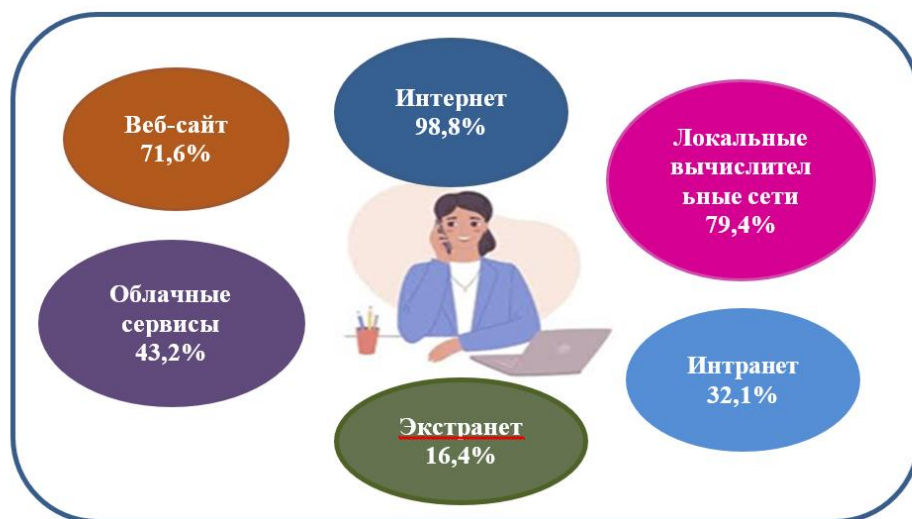 Интернет
98,8%
Веб-сайт
71,6%
Локальные
вычислител
ьные сети
79,4%
Облачные
сервисы
43,2%
Интранет
32,1%
Экстранет
16,4%